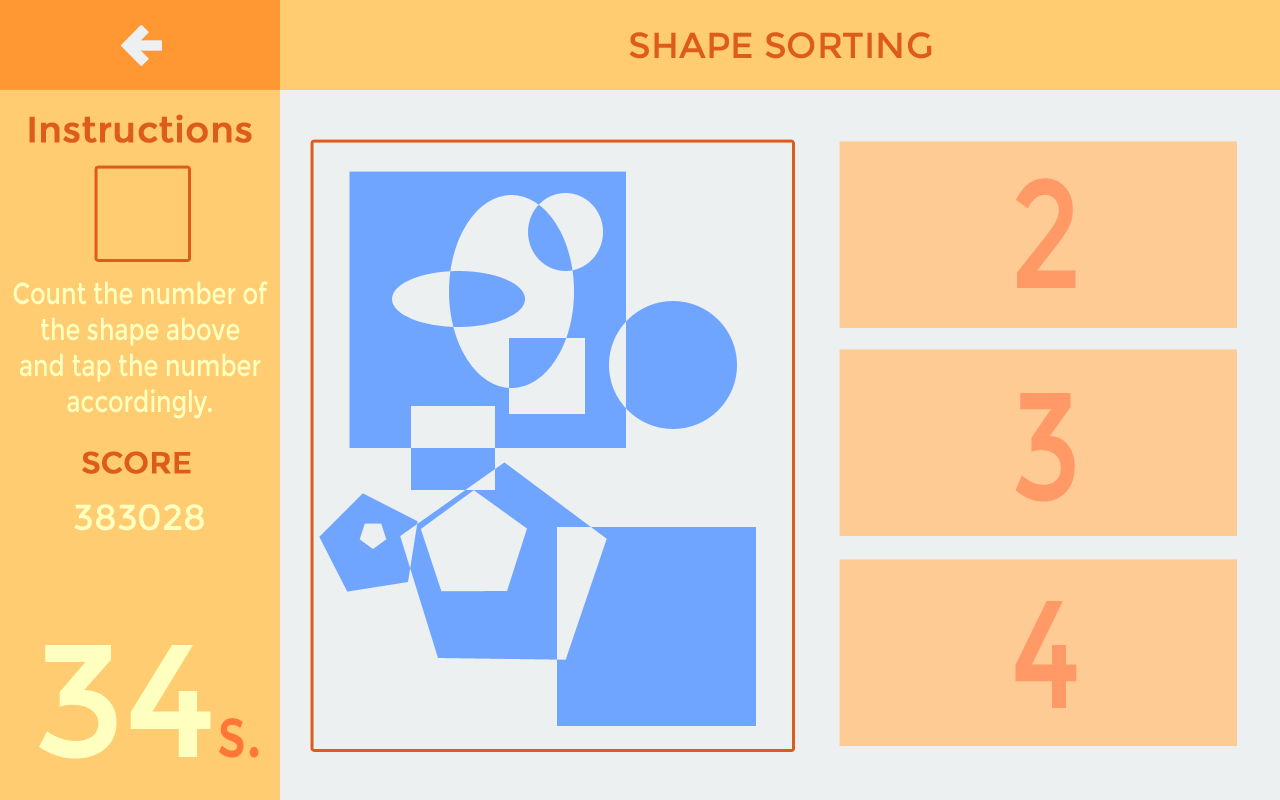 SHAPE SORTING
Instructions
Count the number of
the shape above
and tap the number
accordingly.
SCORE
383028
34 s.
2
3
4